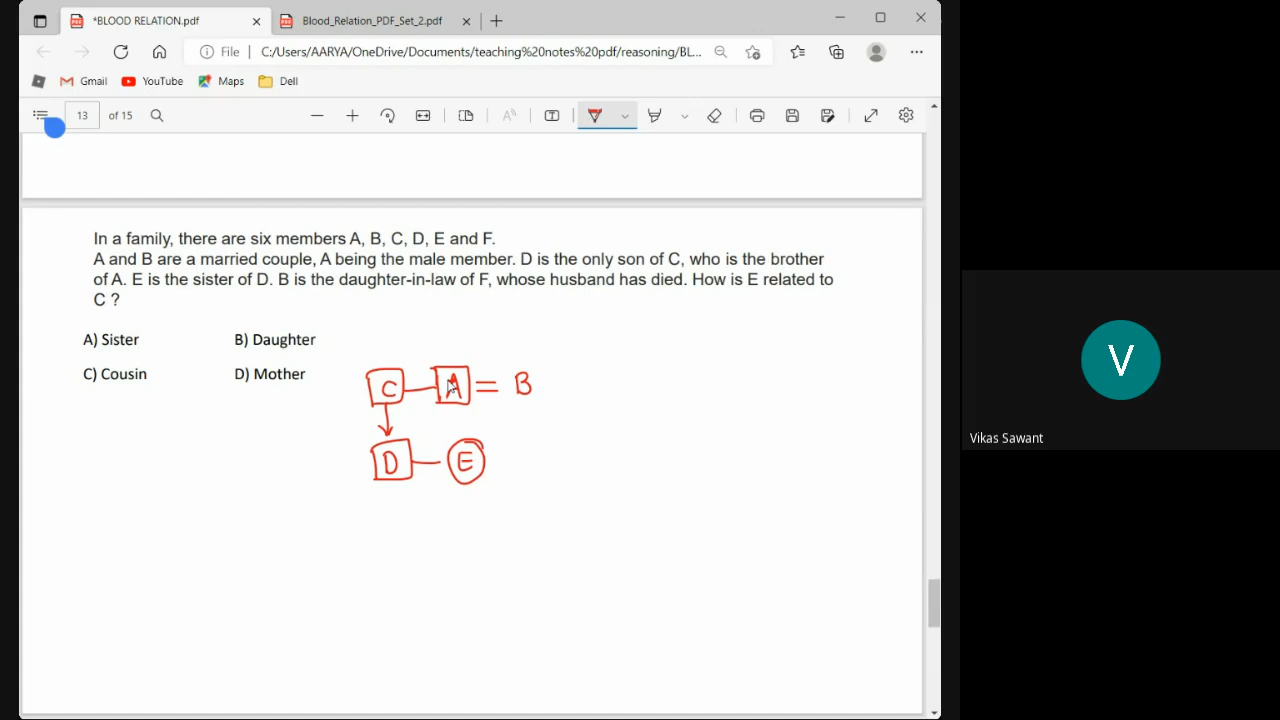 *BLOOD RELATION.pdf
Blood_Relation_PDF_Set_2.pdf
File
C:/Users/AARYA/OneDrive/Documents/teaching%20notes%20pdf/reasoning/BL...
Gmail
YouTube
Maps
Dell
13 of 15
In a family, there are six members A, B, C, D, E and F.
A and B are a married couple, A being the male member. D is the only son of C, who is the brother
of A. E is the sister of D. B is the daughter-in-law of F, whose husband has died. How is E related to
C ?
A) Sister B) Daughter
C) Cousin D) Mother
C — A = B
D — E
V
Vikas Sawant